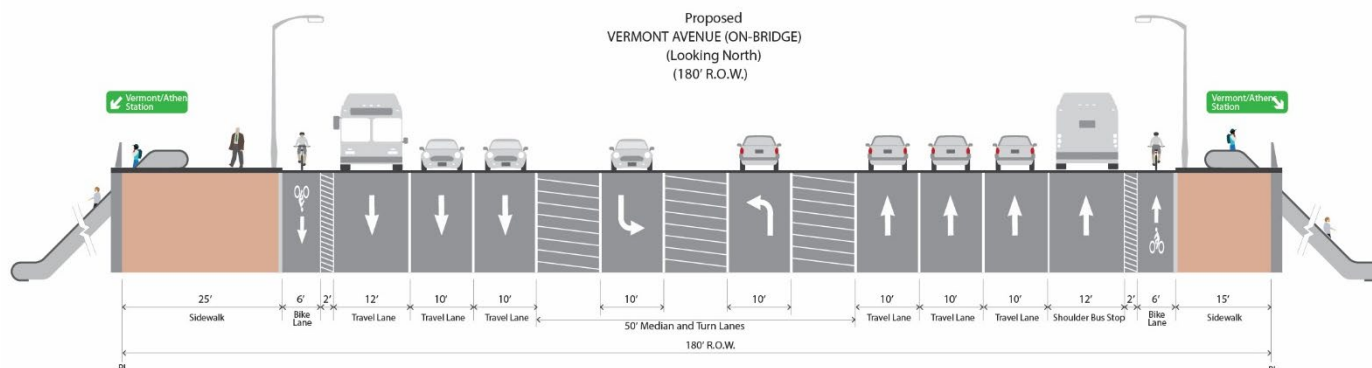 Proposed
VERMONT AVENUE (ON-BRIDGE)
(Looking North)
(180' R.O.W.)
Vermont/Athen
Station
Vermont/Athens
Station
25'
6'
2'
12'
10'
10'
10'
10'
10'
10'
10'
12'
2'
6'
15'
Sidewalk
Bike
Lane
Travel Lane
Travel Lane
Travel Lane
50' Median and Turn Lanes
Travel Lane
Travel Lane
Travel Lane
Shoulder Bus Stop
Bike
Lane
Sidewalk
180' R.O.W.